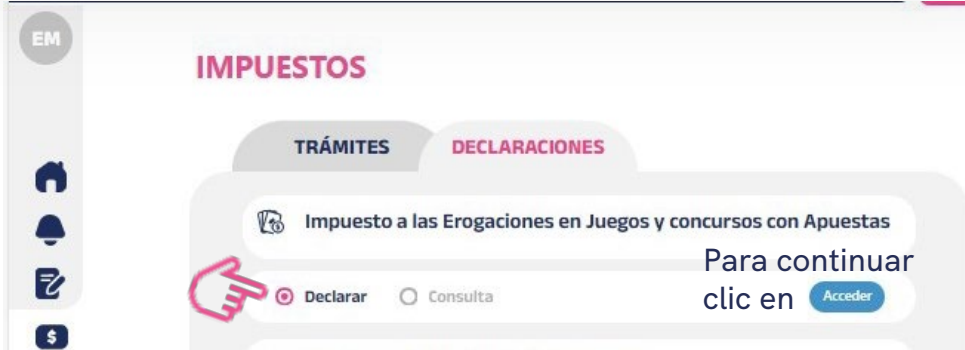 EM
IMPUESTOS
TRÁMITES DECLARACIONES
Impuesto a las Erogaciones en Juegos y concursos con Apuestas
Para continuar
Declarar Consulta clic en Acceder
$